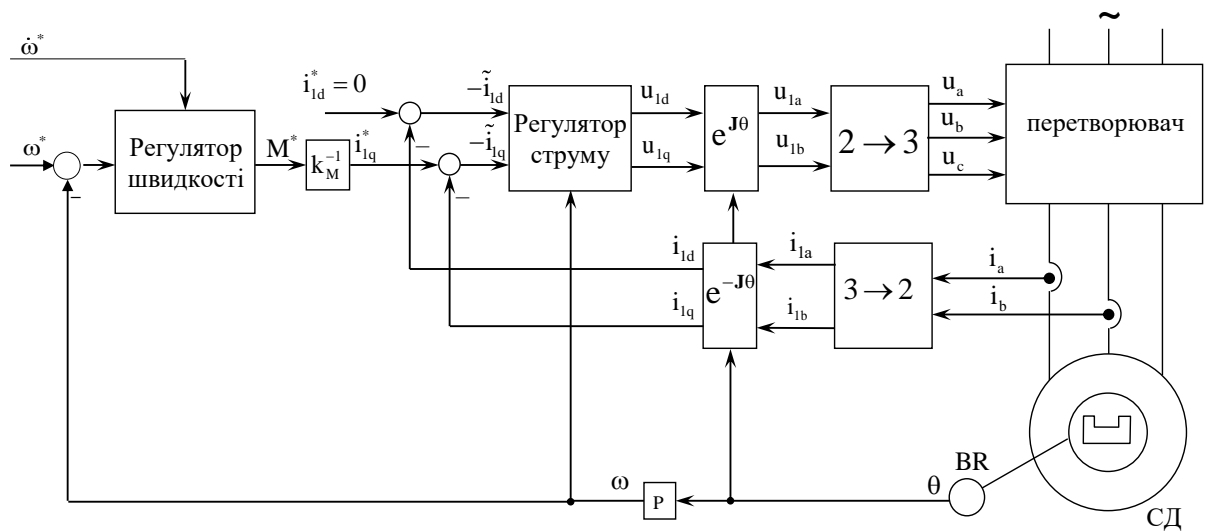 ~
ω̇*
i*1d = 0
−ĩ1d
u1d
u1a
ua
ω*
Регулятор
швидкості
M*
k−1M
i*1q
−ĩ1q
Регулятор
струму
u1q
eJθ
u1b
2→3
ub
uc
перетворювач
−
−
−
i1d
i1a
ia
e−Jθ
3→2
i1q
i1b
ib
ω
P
θ
BR
СД